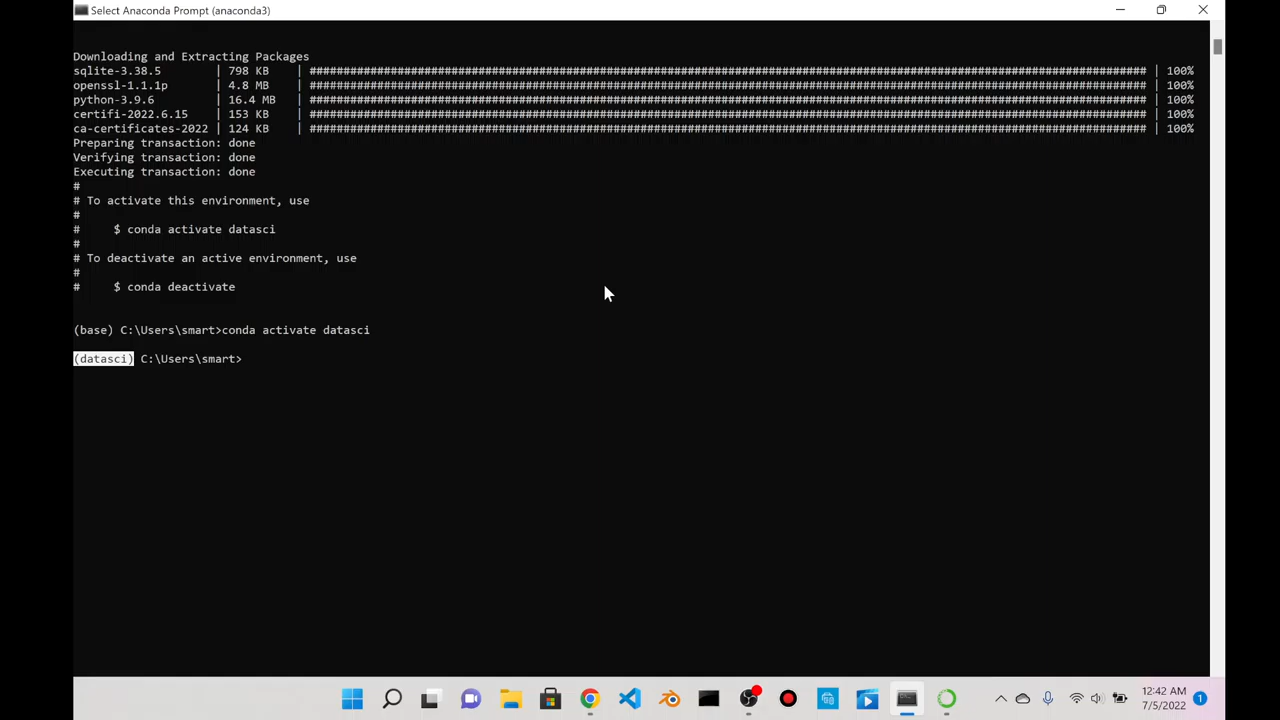 Select Anaconda Prompt (anaconda3)
Downloading and Extracting Packages
sqlite-3.38.5 | 798 KB | ############################################################################################################################ | 100%
openssl-1.1.1p | 4.8 MB | ############################################################################################################################ | 100%
python-3.9.6 | 16.4 MB | ############################################################################################################################ | 100%
certifi-2022.6.15 | 153 KB | ############################################################################################################################ | 100%
ca-certificates-2022 | 124 KB | ############################################################################################################################ | 100%
Preparing transaction: done
Verifying transaction: done
Executing transaction: done
#
# To activate this environment, use
#
# $ conda activate datasci
#
# To deactivate an active environment, use
#
# $ conda deactivate
(base) C:\Users\smart>conda activate datasci
(datasci) C:\Users\smart>
12:42 AM
7/5/2022
1